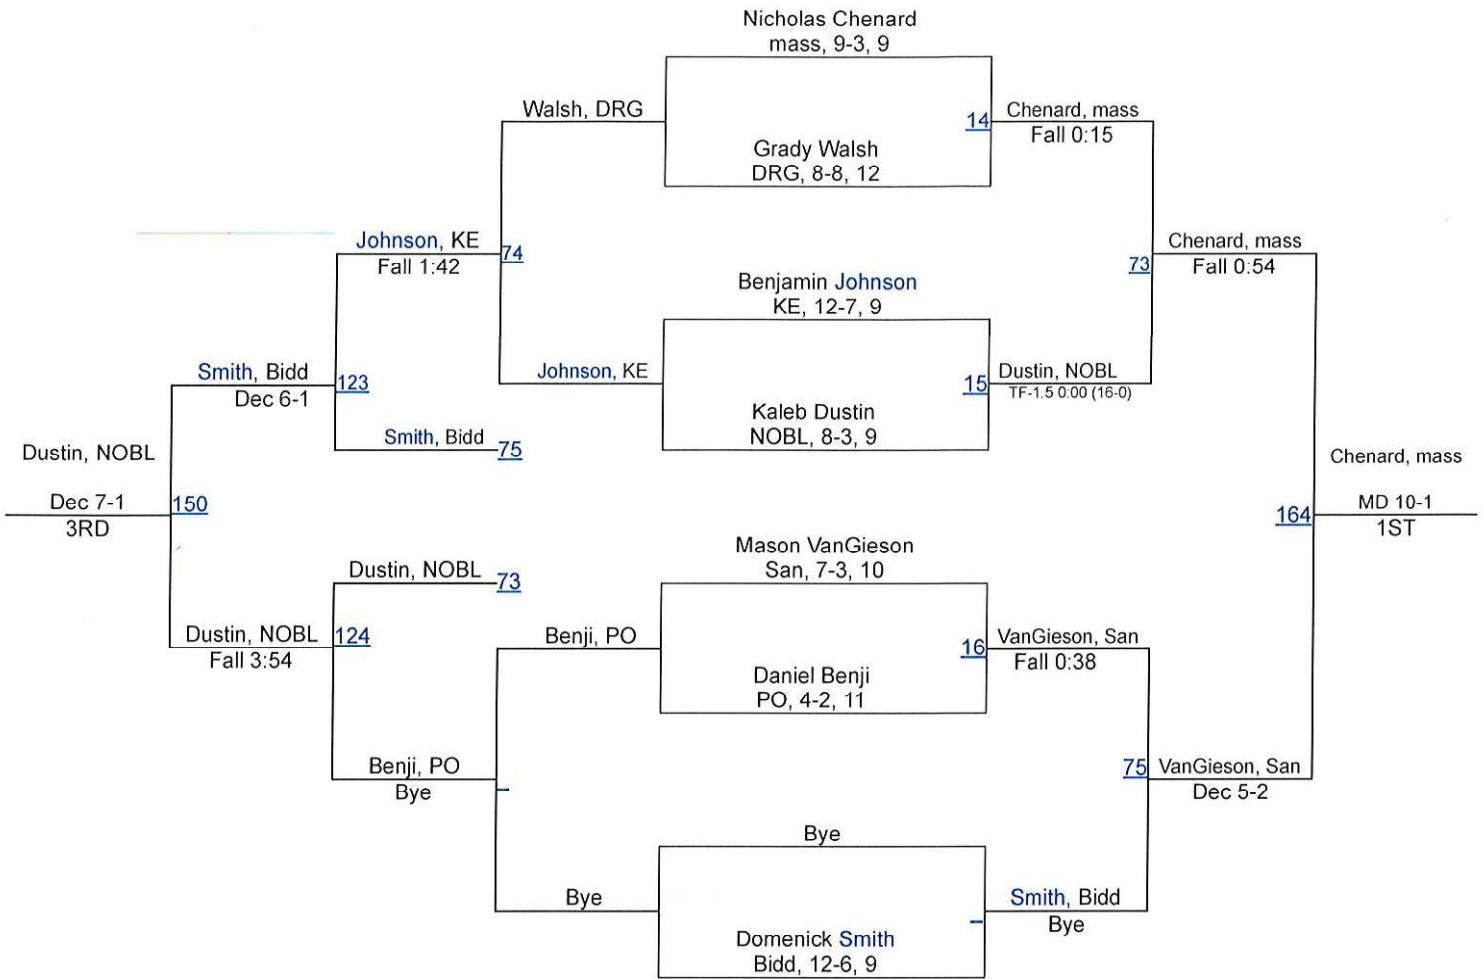 Nicholas Chenard
mass, 9-3, 9
Walsh, DRG
14
Chenard, mass
Fall 0:15
Grady Walsh
DRG, 8-8, 12
Johnson, KE
Fall 1:42
74
73
Chenard, mass
Fall 0:54
Benjamin Johnson
KE, 12-7, 9
Smith, Bidd
Dec 6-1
123
Johnson, KE
15
Dustin, NOBL
TF-1.5 0:00 (16-0)
Kaleb Dustin
NOBL, 8-3, 9
Smith, Bidd
75
Dustin, NOBL
Dec 7-1
3RD
150
Chenard, mass
164
MD 10-1
1ST
Mason VanGieson
San, 7-3, 10
Dustin, NOBL
73
Dustin, NOBL
Fall 3:54
124
Benji, PO
16
VanGieson, San
Fall 0:38
Daniel Benji
PO, 4-2, 11
Benji, PO
Bye
75
VanGieson, San
Dec 5-2
Bye
Bye
Smith, Bidd
Bye
Domenick Smith
Bidd, 12-6, 9